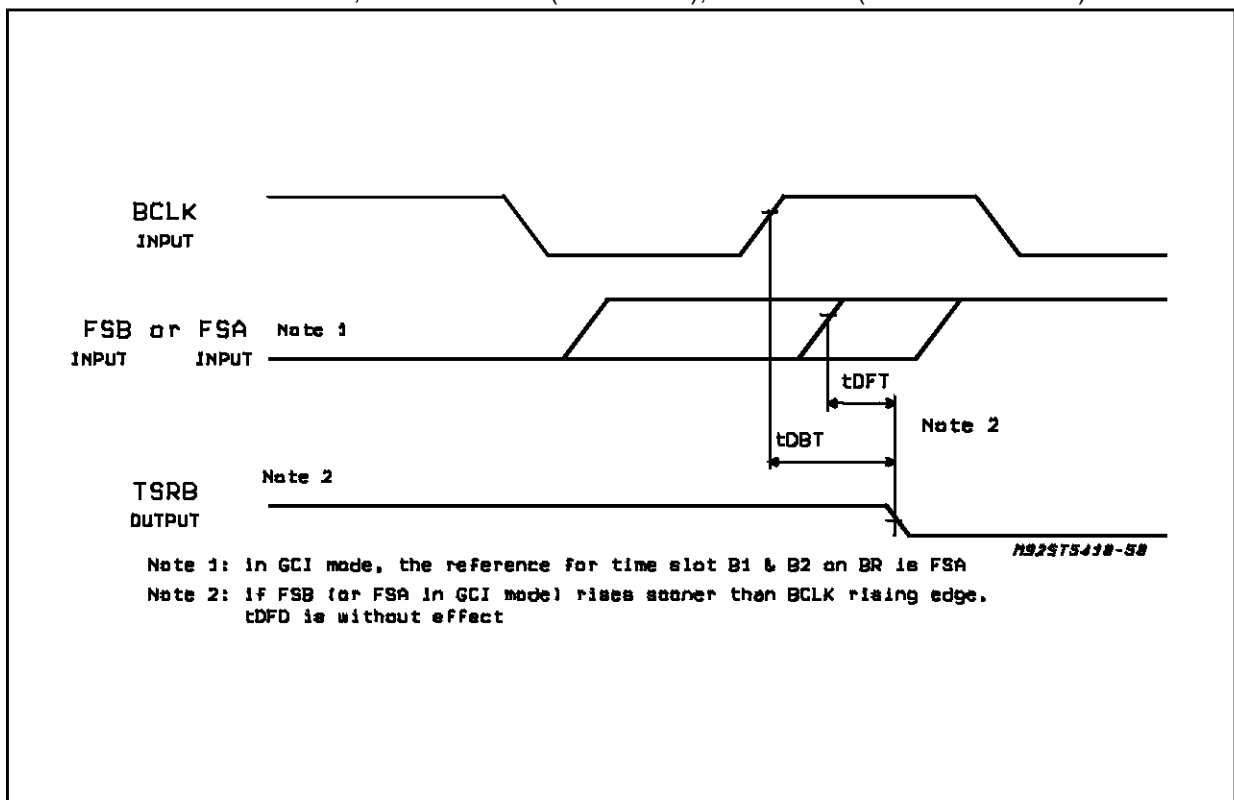 BCLK
INPUT
FSB or FSA Note 1
INPUT INPUT
tDFT
Note 2
tDBT
Note 2
TSRB
OUTPUT
M92ST5410-50
Note 1: in GCI mode, the reference for time slot B1 & B2 on BR is FSA
Note 2: if FSB (or FSA in GCI mode) rises sooner than BCLK rising edge,
tDFD is without effect